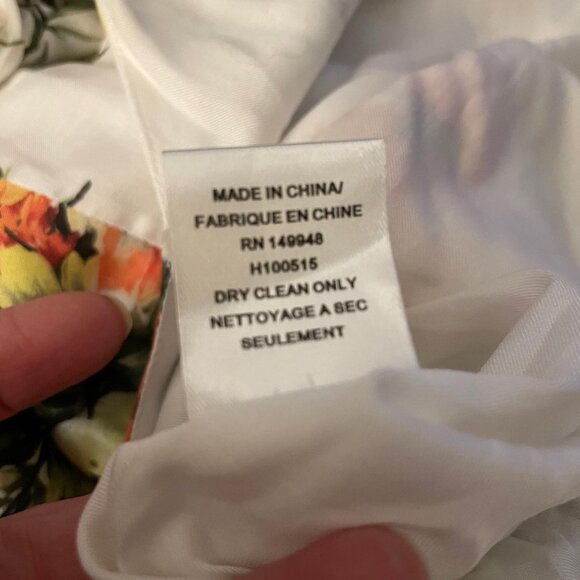 MADE IN CHINA/
FABRIQUE EN CHINE
RN 149948
H100515
DRY CLEAN ONLY
NETTOYAGE A SEC
SEULEMENT